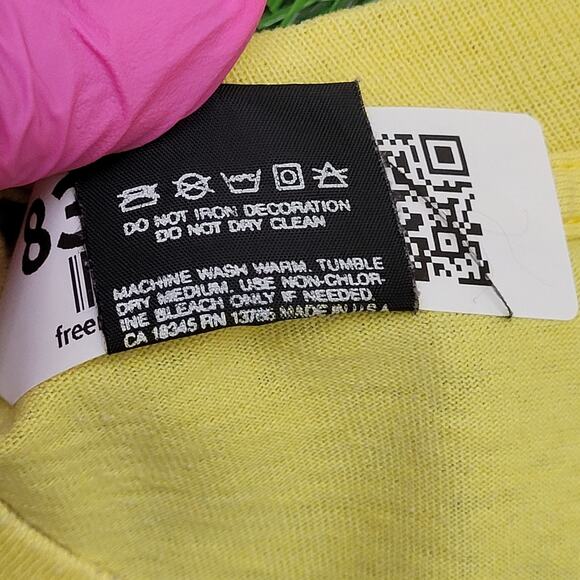 83
free
DO NOT IRON DECORATION
DO NOT DRY CLEAN
MACHINE WASH WARM. TUMBLE
DRY MEDIUM. USE NON-CHLOR-
INE BLEACH ONLY IF NEEDED.
CA 18345 RN 13765 MADE IN U.S.A.